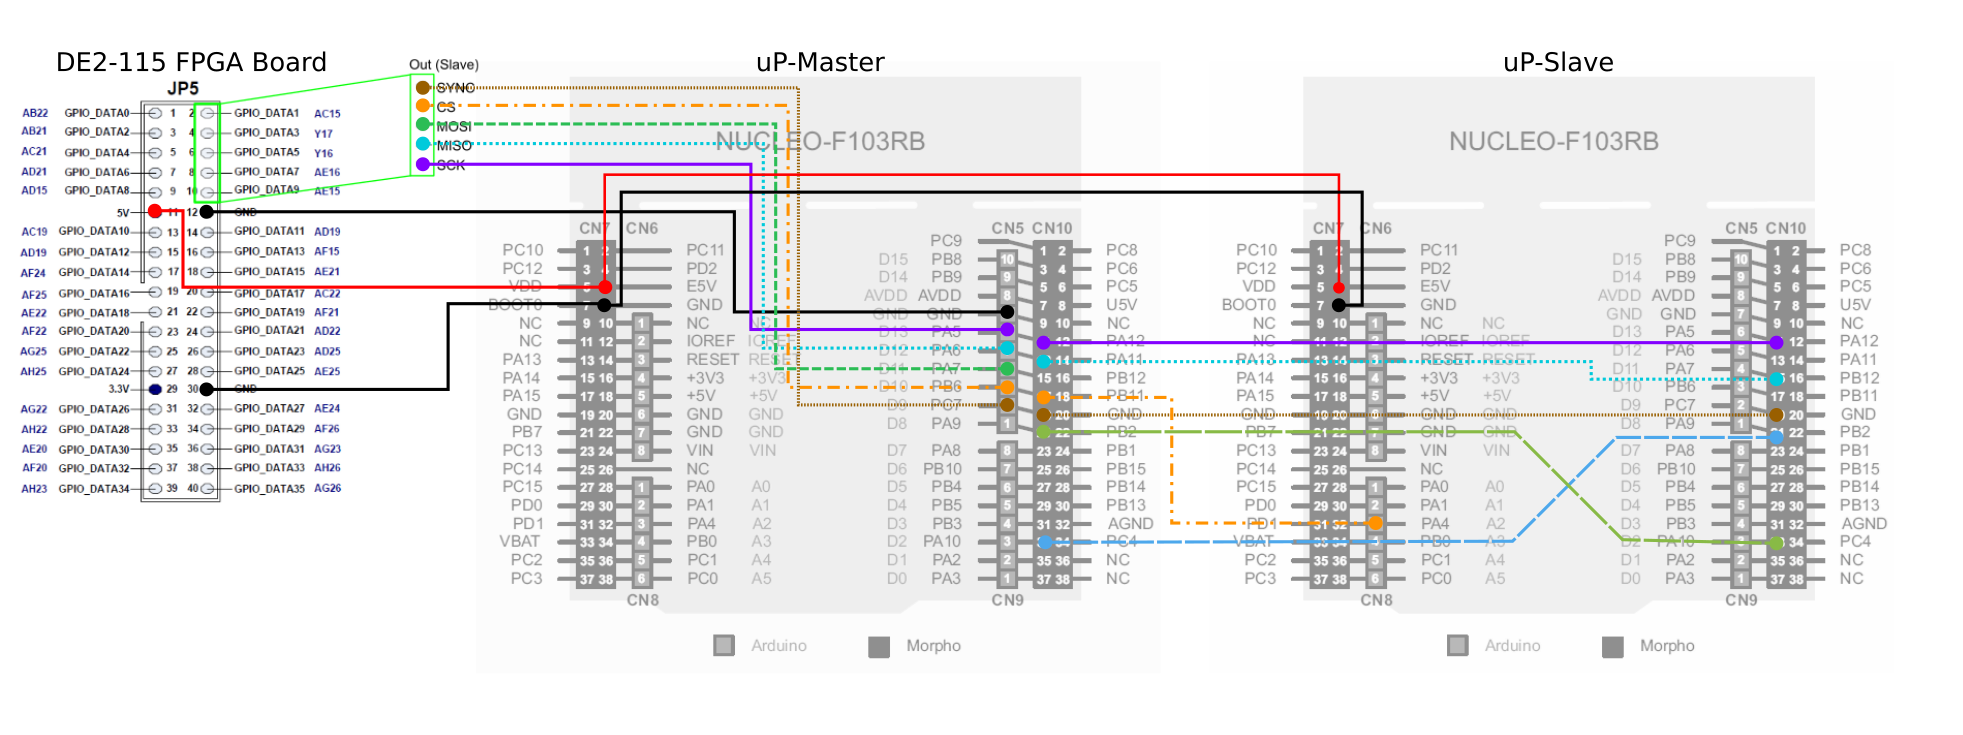 DE2-115 FPGA Board
JP5
AB22 GPIO_DATA0 1 2 GPIO_DATA1 AC15
AB21 GPIO_DATA2 3 4 GPIO_DATA3 Y17
AC21 GPIO_DATA4 5 6 GPIO_DATA5 Y16
AD21 GPIO_DATA6 7 8 GPIO_DATA7 AE16
AD15 GPIO_DATA8 9 10 GPIO_DATA9 AE15
5V 11 12 GND
AC19 GPIO_DATA10 13 14 GPIO_DATA11 AD19
AD19 GPIO_DATA12 15 16 GPIO_DATA13 AF15
AF24 GPIO_DATA14 17 18 GPIO_DATA15 AE21
AF25 GPIO_DATA16 19 20 GPIO_DATA17 AC22
AE22 GPIO_DATA18 21 22 GPIO_DATA19 AF21
AF22 GPIO_DATA20 23 24 GPIO_DATA21 AD22
AG25 GPIO_DATA22 25 26 GPIO_DATA23 AD25
AH25 GPIO_DATA24 27 28 GPIO_DATA25 AE25
3.3V 29 30 GND
AG22 GPIO_DATA26 31 32 GPIO_DATA27 AE24
AH22 GPIO_DATA28 33 34 GPIO_DATA29 AF26
AE20 GPIO_DATA30 35 36 GPIO_DATA31 AG23
AF20 GPIO_DATA32 37 38 GPIO_DATA33 AH26
AH23 GPIO_DATA34 39 40 GPIO_DATA35 AG26
Out (Slave)
SYNC
CS
MOSI
MISO
SCK
uP-Master
NUCLEO-F103RB
CN7 CN6 CN5 CN10
PC10 1 2 PC11 PC9 1 2 PC8
PC12 3 4 PD2 D15 PB8 10 3 4 PC6
VDD E5V D14 PB9 9 5 6 PC5
BOOT0 7 GND AVDD AVDD 8 7 8 U5V
NC 9 10 1 NC NC GND GND 9 10 NC
NC 11 12 2 IOREF IOREF D13 PA5 PA12
PA13 13 14 3 RESET RESET D12 PA6 PA11
PA14 15 16 4 +3V3 +3V3 D11 PA7 15 16 PB12
PA15 17 18 5 +5V +5V D10 PB6 18 PB11
GND 19 20 6 GND GND D9 PC7 20 GND
PB7 21 22 7 GND GND D8 PA9 1 22 PB2
PC13 23 24 8 VIN VIN D7 PA8 8 23 24 PB1
PC14 25 26 NC D6 PB10 7 25 26 PB15
PC15 27 28 1 PA0 A0 D5 PB4 6 27 28 PB14
PD0 29 30 2 PA1 A1 D4 PB5 5 29 30 PB13
PD1 31 32 3 PA4 A2 D3 PB3 4 31 32 AGND
VBAT 33 34 4 PB0 A3 D2 PA10 3 PC4
PC2 35 36 5 PC1 A4 D1 PA2 2 35 36 NC
PC3 37 38 6 PC0 A5 D0 PA3 1 37 38 NC
CN8 CN9
Arduino Morpho
uP-Slave
NUCLEO-F103RB
CN7 CN6 CN5 CN10
PC10 1 2 PC11 PC9 1 2 PC8
PC12 3 4 PD2 D15 PB8 10 3 4 PC6
VDD 5 E5V D14 PB9 9 5 6 PC5
BOOT0 7 GND AVDD AVDD 8 7 8 U5V
NC 9 10 1 NC NC GND GND 7 9 10 NC
NC 11 12 2 IOREF IOREF D13 PA5 6 12 PA12
PA13 13 14 3 RESET RESET D12 PA6 5 13 14 PA11
PA14 15 16 4 +3V3 +3V3 D11 PA7 4 16 PB12
PA15 17 18 5 +5V +5V D10 PB6 3 17 18 PB11
GND 19 20 6 GND GND D9 PC7 2 20 GND
PB7 21 22 7 GND GND D8 PA9 1 22 PB2
PC13 23 24 8 VIN VIN D7 PA8 8 23 24 PB1
PC14 25 26 NC D6 PB10 7 25 26 PB15
PC15 27 28 1 PA0 A0 D5 PB4 6 27 28 PB14
PD0 29 30 2 PA1 A1 D4 PB5 5 29 30 PB13
PD1 31 32 PA4 A2 D3 PB3 4 31 32 AGND
VBAT 33 34 4 PB0 A3 D2 PA10 3 34 PC4
PC2 35 36 5 PC1 A4 D1 PA2 2 35 36 NC
PC3 37 38 6 PC0 A5 D0 PA3 1 37 38 NC
CN8 CN9
Arduino Morpho